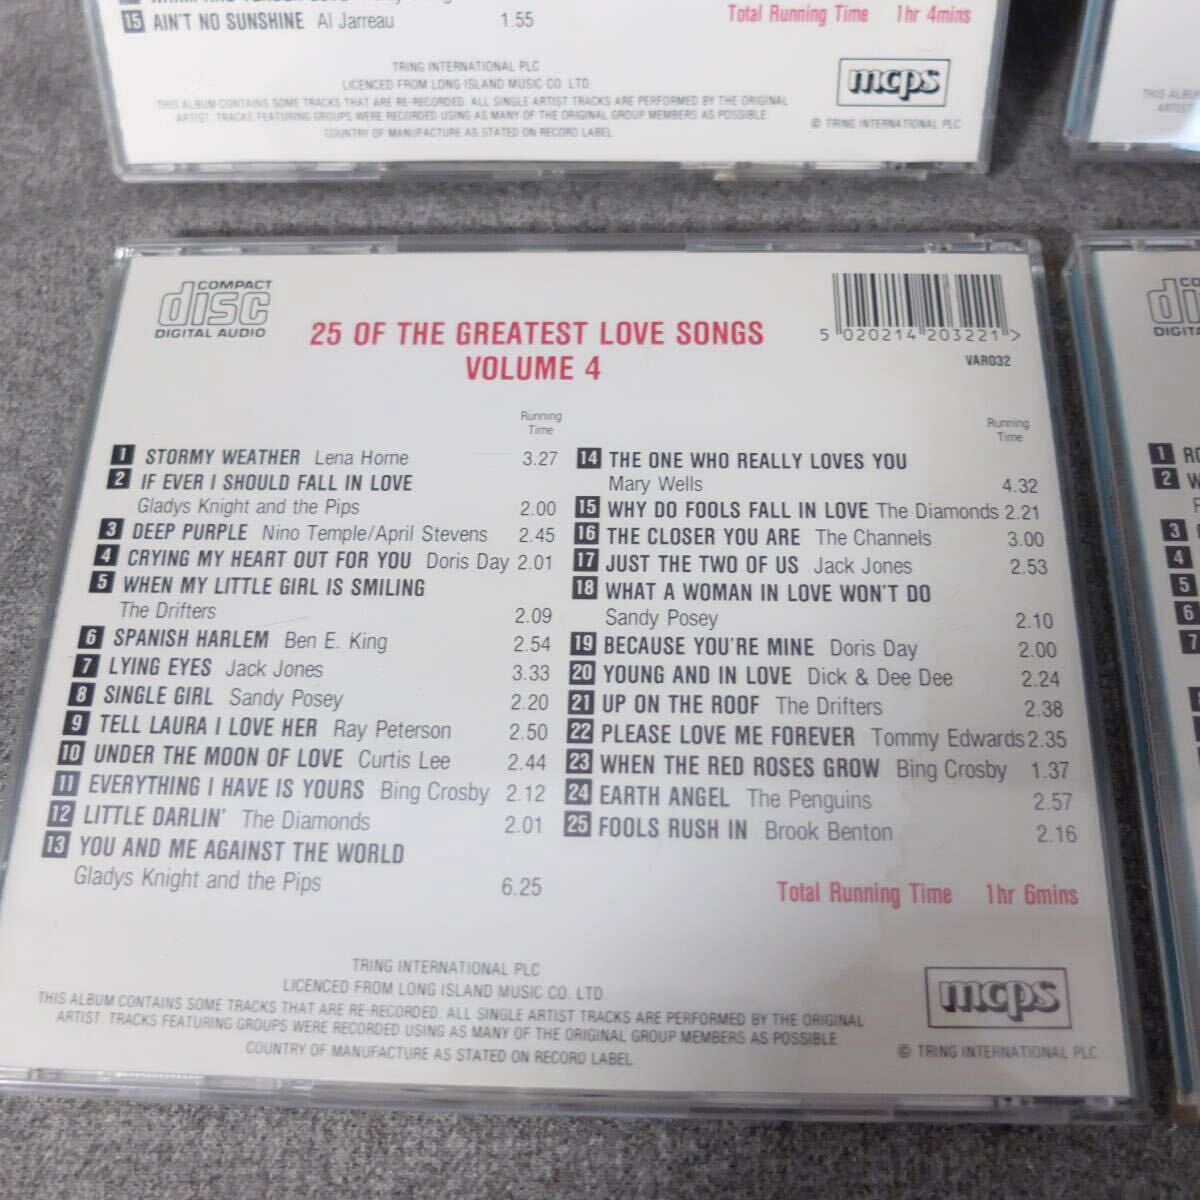 15 AIN'T NO SUNSHINE Al Jarreau 1.55
Total Running Time 1hr 4mins
TRING INTERNATIONAL PLC
LICENCED FROM LONG ISLAND MUSIC CO. LTD.
THIS ALBUM CONTAINS SOME TRACKS THAT ARE RE-RECORDED. ALL SINGLE ARTIST TRACKS ARE PERFORMED BY THE ORIGINAL
ARTIST. TRACKS FEATURING GROUPS WERE RECORDED USING AS MANY OF THE ORIGINAL GROUP MEMBERS AS POSSIBLE.
COUNTRY OF MANUFACTURE AS STATED ON RECORD LABEL
mcps
© TRING INTERNATIONAL PLC
THIS ALBUM
COMPACT
disc
DIGITAL AUDIO
25 OF THE GREATEST LOVE SONGS
VOLUME 4
5 020214 203221 >
VAR032
Running
Time
1 STORMY WEATHER Lena Horne 3.27
2 IF EVER I SHOULD FALL IN LOVE
Gladys Knight and the Pips 2.00
3 DEEP PURPLE Nino Temple/April Stevens 2.45
4 CRYING MY HEART OUT FOR YOU Doris Day 2.01
5 WHEN MY LITTLE GIRL IS SMILING
The Drifters 2.09
6 SPANISH HARLEM Ben E. King 2.54
7 LYING EYES Jack Jones 3.33
8 SINGLE GIRL Sandy Posey 2.20
9 TELL LAURA I LOVE HER Ray Peterson 2.50
10 UNDER THE MOON OF LOVE Curtis Lee 2.44
11 EVERYTHING I HAVE IS YOURS Bing Crosby 2.12
12 LITTLE DARLIN' The Diamonds 2.01
13 YOU AND ME AGAINST THE WORLD
Gladys Knight and the Pips 6.25
Running
Time
14 THE ONE WHO REALLY LOVES YOU
Mary Wells 4.32
15 WHY DO FOOLS FALL IN LOVE The Diamonds 2.21
16 THE CLOSER YOU ARE The Channels 3.00
17 JUST THE TWO OF US Jack Jones 2.53
18 WHAT A WOMAN IN LOVE WON'T DO
Sandy Posey 2.10
19 BECAUSE YOU'RE MINE Doris Day 2.00
20 YOUNG AND IN LOVE Dick & Dee Dee 2.24
21 UP ON THE ROOF The Drifters 2.38
22 PLEASE LOVE ME FOREVER Tommy Edwards 2.35
23 WHEN THE RED ROSES GROW Bing Crosby 1.37
24 EARTH ANGEL The Penguins 2.57
25 FOOLS RUSH IN Brook Benton 2.16
Total Running Time 1hr 6mins
TRING INTERNATIONAL PLC
LICENCED FROM LONG ISLAND MUSIC CO. LTD.
THIS ALBUM CONTAINS SOME TRACKS THAT ARE RE-RECORDED. ALL SINGLE ARTIST TRACKS ARE PERFORMED BY THE ORIGINAL
ARTIST. TRACKS FEATURING GROUPS WERE RECORDED USING AS MANY OF THE ORIGINAL GROUP MEMBERS AS POSSIBLE.
COUNTRY OF MANUFACTURE AS STATED ON RECORD LABEL
mcps
© TRING INTERNATIONAL PLC
1
2
3
4
5
6
7